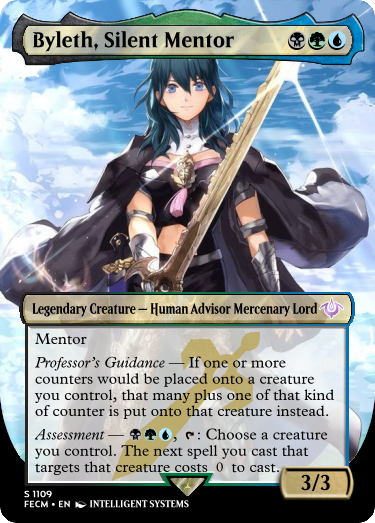 Byleth, Silent Mentor
Legendary Creature — Human Advisor Mercenary Lord
Mentor
Professor's Guidance — If one or more
counters would be placed onto a creature
you control, that many plus one of that kind
of counter is put onto that creature instead.
Assessment — , : Choose a creature
you control. The next spell you cast that
targets that creature costs 0 to cast.
3/3
S 1109
FECM • EN INTELLIGENT SYSTEMS